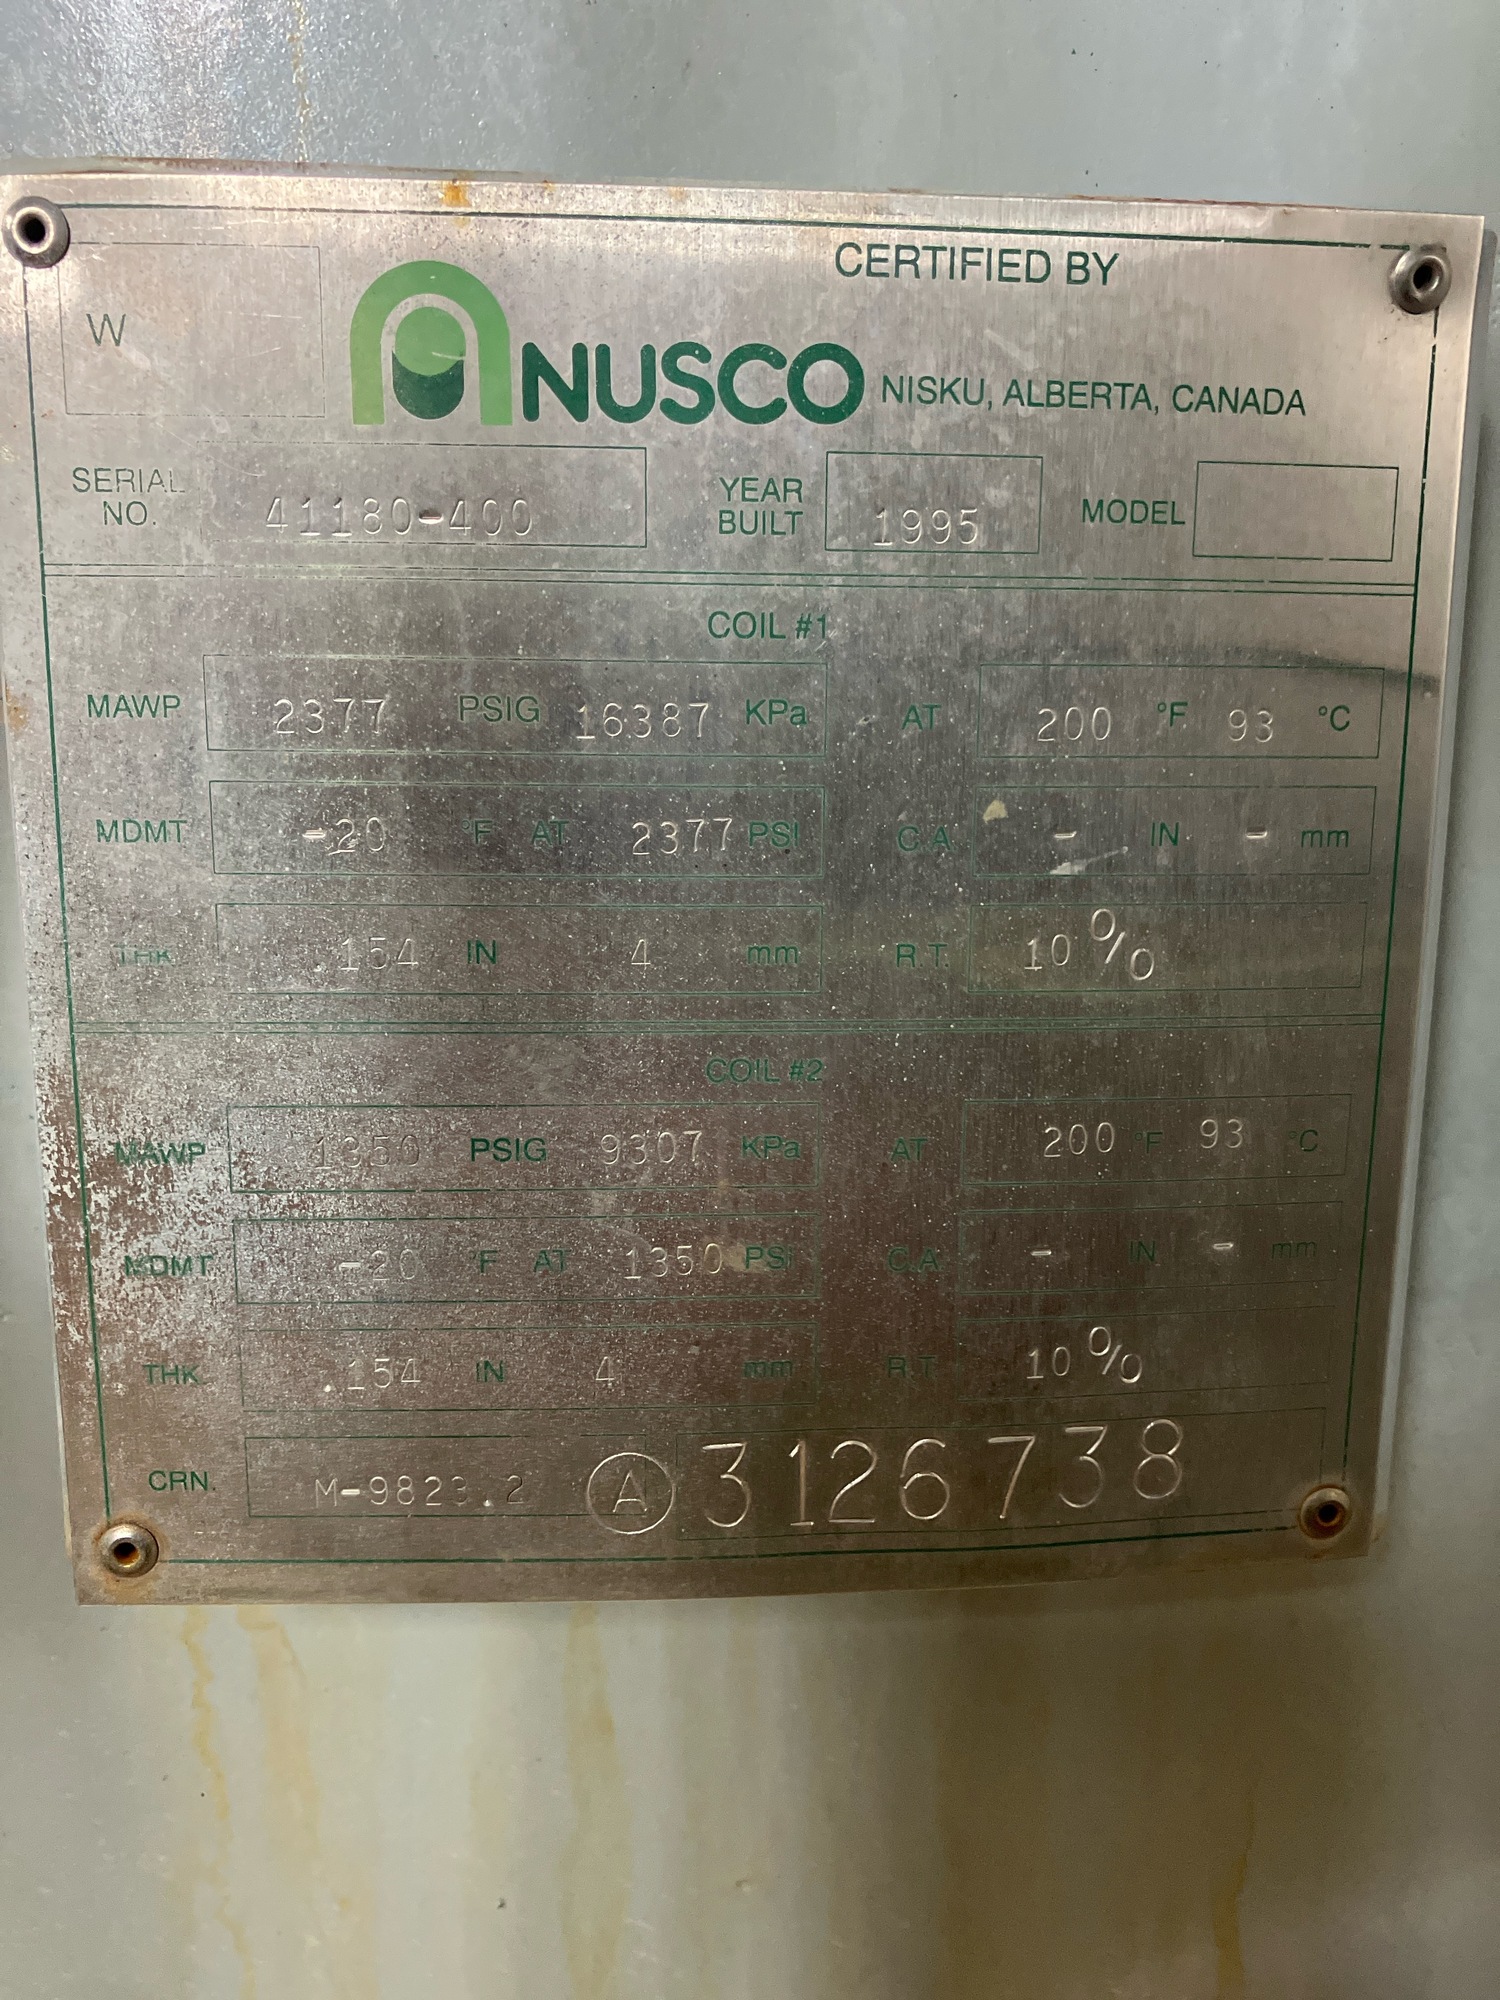 W
CERTIFIED BY
NUSCO NISKU, ALBERTA, CANADA
SERIAL NO. 41180-400 YEAR BUILT 1995 MODEL
COIL #1
MAWP 2377 PSIG 16387 KPa AT 200 °F 93 °C
MDMT -20 °F AT 2377 PSI C.A. - IN - mm
THK .154 IN 4 mm R.T. 10%
COIL #2
MAWP 1350 PSIG 9307 KPa AT 200 °F 93 °C
MDMT -20 °F AT 1350 PSI C.A. - IN - mm
THK. .154 IN 4 mm R.T. 10%
CRN. M-9823.2 A 3126738